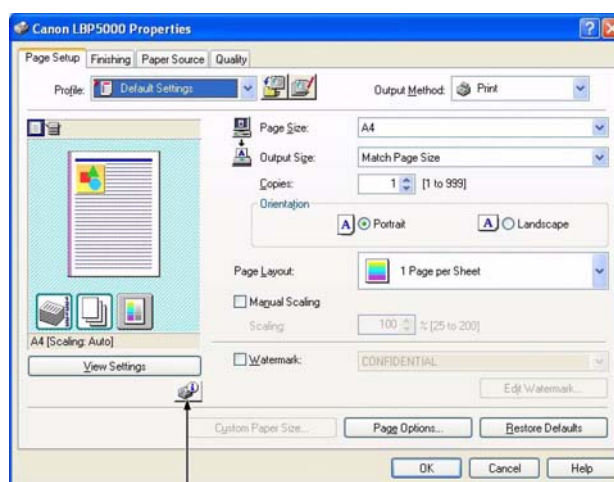 Canon LBP5000 Properties
Page Setup Finishing Paper Source Quality
Profile: Default Settings Output Method: Print
Page Size: A4
Output Size: Match Page Size
Copies: 1 [1 to 999]
Orientation
A Portrait A Landscape
Page Layout: 1 Page per Sheet
Manual Scaling
Scaling: 100 % [25 to 200]
A4 [Scaling: Auto]
View Settings
Watermark: CONFIDENTIAL
Edit Watermark...
Custom Paper Size... Page Options... Restore Defaults
OK Cancel Help